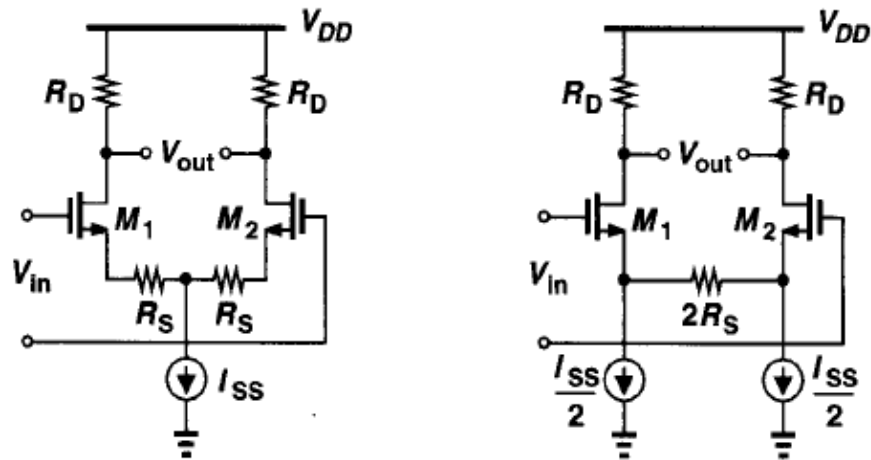 V_DD V_DD
R_D R_D R_D R_D
V_out V_out
M_1 M_2 M_1 M_2
V_in V_in
R_S R_S 2R_S
I_SS I_SS/2 I_SS/2